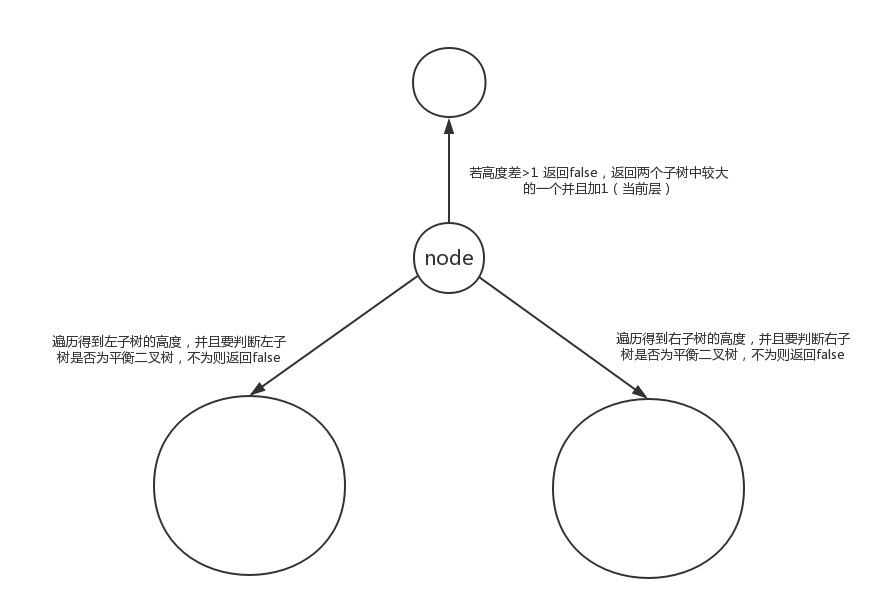 若高度差>1 返回false，返回两个子树中较大
的一个并且加1（当前层）
node
遍历得到左子树的高度，并且要判断左子
树是否为平衡二叉树，不为则返回false
遍历得到右子树的高度，并且要判断右子
树是否为平衡二叉树，不为则返回false